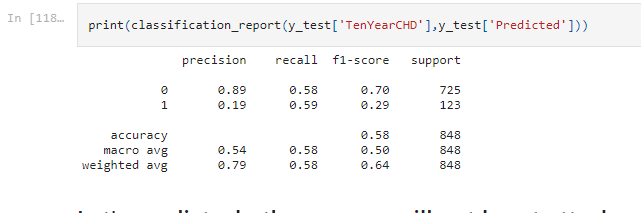 In [118…
print(classification_report(y_test['TenYearCHD'],y_test['Predicted']))
precision recall f1-score support
0 0.89 0.58 0.70 725
1 0.19 0.59 0.29 123
accuracy 0.58 848
macro avg 0.54 0.58 0.50 848
weighted avg 0.79 0.58 0.64 848